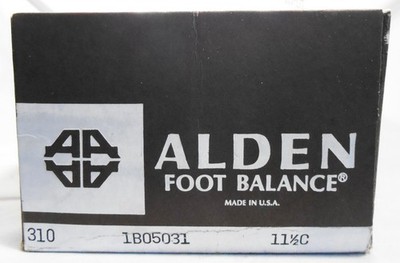 ALDEN
FOOT BALANCE®
MADE IN U.S.A.
310 1B05031 11½C